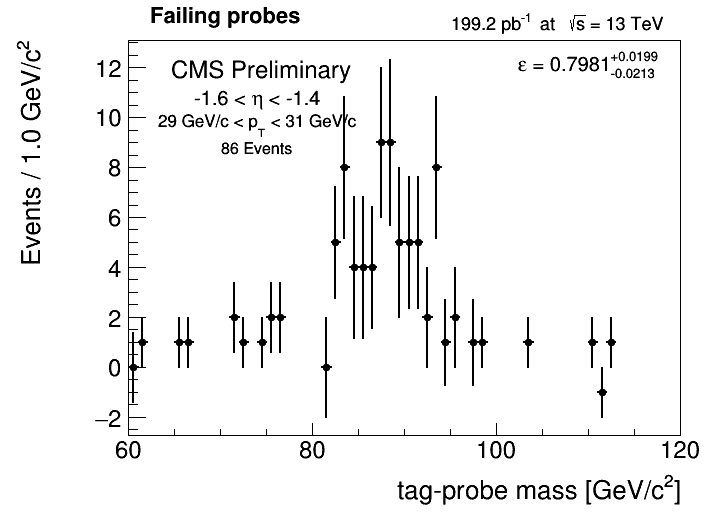 Failing probes
199.2 pb⁻¹ at √s = 13 TeV
CMS Preliminary
-1.6 < η < -1.4
29 GeV/c < p_T < 31 GeV/c
86 Events
ε = 0.7981 +0.0199 -0.0213
Events / 1.0 GeV/c²
12
10
8
6
4
2
0
−2
60 80 100 120
tag-probe mass [GeV/c²]